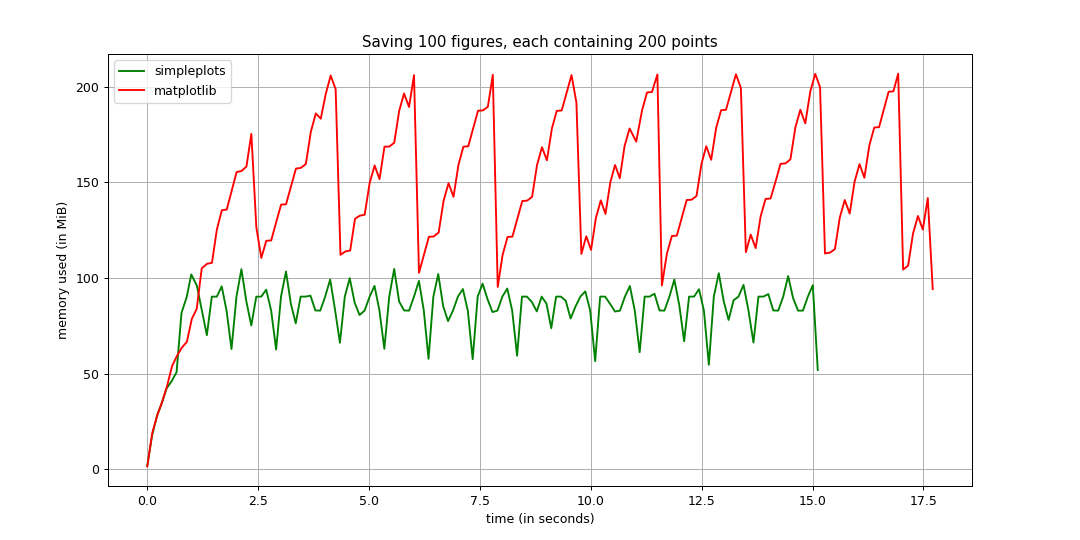 Saving 100 figures, each containing 200 points
simpleplots
matplotlib
200
150
100
50
0
memory used (in MiB)
0.0 2.5 5.0 7.5 10.0 12.5 15.0 17.5
time (in seconds)